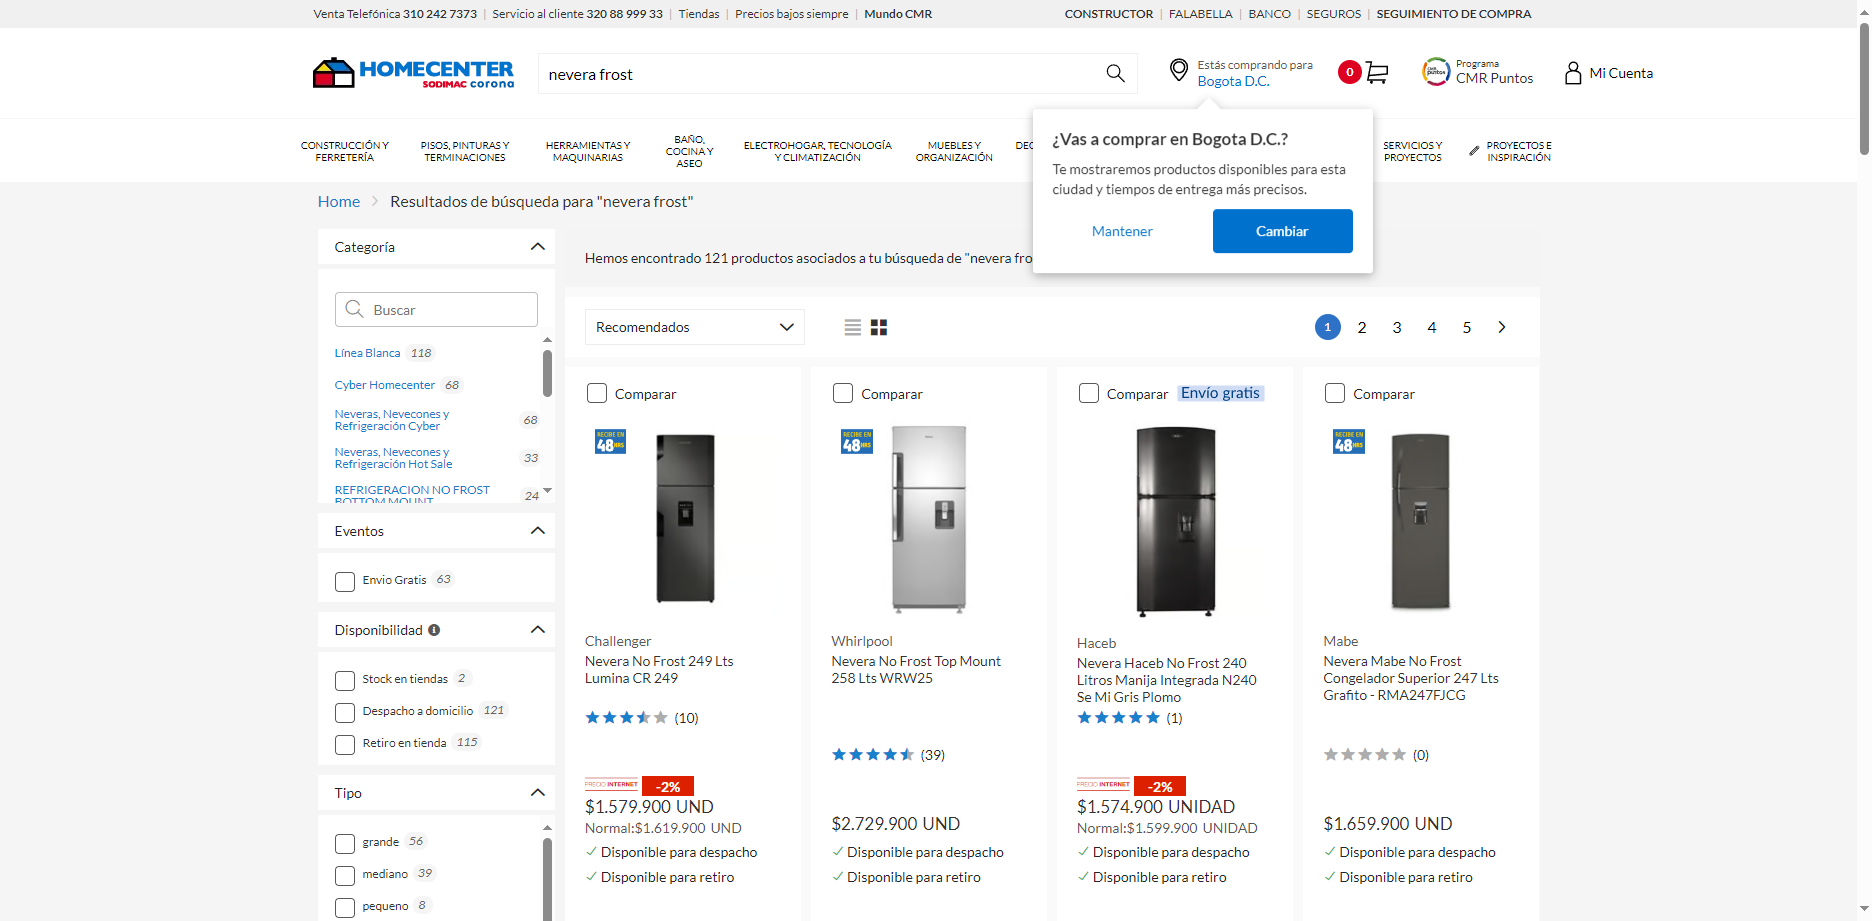 Venta Telefónica 310 242 7373 | Servicio al cliente 320 88 999 33 | Tiendas | Precios bajos siempre | Mundo CMR
CONSTRUCTOR | FALABELLA | BANCO | SEGUROS | SEGUIMIENTO DE COMPRA
HOMECENTER
SODIMAC corona
nevera frost
Estás comprando para
Bogota D.C.
0
CMR puntos
Programa
CMR Puntos
Mi Cuenta
CONSTRUCCIÓN Y
FERRETERÍA
PISOS, PINTURAS Y
TERMINACIONES
HERRAMIENTAS Y
MAQUINARIAS
BAÑO,
COCINA Y
ASEO
ELECTROHOGAR, TECNOLOGÍA
Y CLIMATIZACIÓN
MUEBLES Y
ORGANIZACIÓN
DEC
SERVICIOS Y
PROYECTOS
PROYECTOS E
INSPIRACIÓN
¿Vas a comprar en Bogota D.C.?
Te mostraremos productos disponibles para esta
ciudad y tiempos de entrega más precisos.
Mantener
Cambiar
Home > Resultados de búsqueda para "nevera frost"
Categoría
Buscar
Línea Blanca 118
Cyber Homecenter 68
Neveras, Nevecones y
Refrigeración Cyber 68
Neveras, Nevecones y
Refrigeración Hot Sale 33
REFRIGERACION NO FROST
BOTTOM MOUNT 24
Eventos
Envio Gratis 63
Disponibilidad
Stock en tiendas 2
Despacho a domicilio 121
Retiro en tienda 115
Tipo
grande 56
mediano 39
pequeno 8
Hemos encontrado 121 productos asociados a tu búsqueda de "nevera fro
Recomendados
1 2 3 4 5
Comparar
RECIBE EN
48HRS
Challenger
Nevera No Frost 249 Lts
Lumina CR 249
(10)
PRECIO INTERNET -2%
$1.579.900 UND
Normal:$1.619.900 UND
Disponible para despacho
Disponible para retiro
Comparar
RECIBE EN
48HRS
Whirlpool
Nevera No Frost Top Mount
258 Lts WRW25
(39)
$2.729.900 UND
Disponible para despacho
Disponible para retiro
Comparar Envío gratis
Haceb
Nevera Haceb No Frost 240
Litros Manija Integrada N240
Se Mi Gris Plomo
(1)
PRECIO INTERNET -2%
$1.574.900 UNIDAD
Normal:$1.599.900 UNIDAD
Disponible para despacho
Disponible para retiro
Comparar
RECIBE EN
48HRS
Mabe
Nevera Mabe No Frost
Congelador Superior 247 Lts
Grafito - RMA247FJCG
(0)
$1.659.900 UND
Disponible para despacho
Disponible para retiro